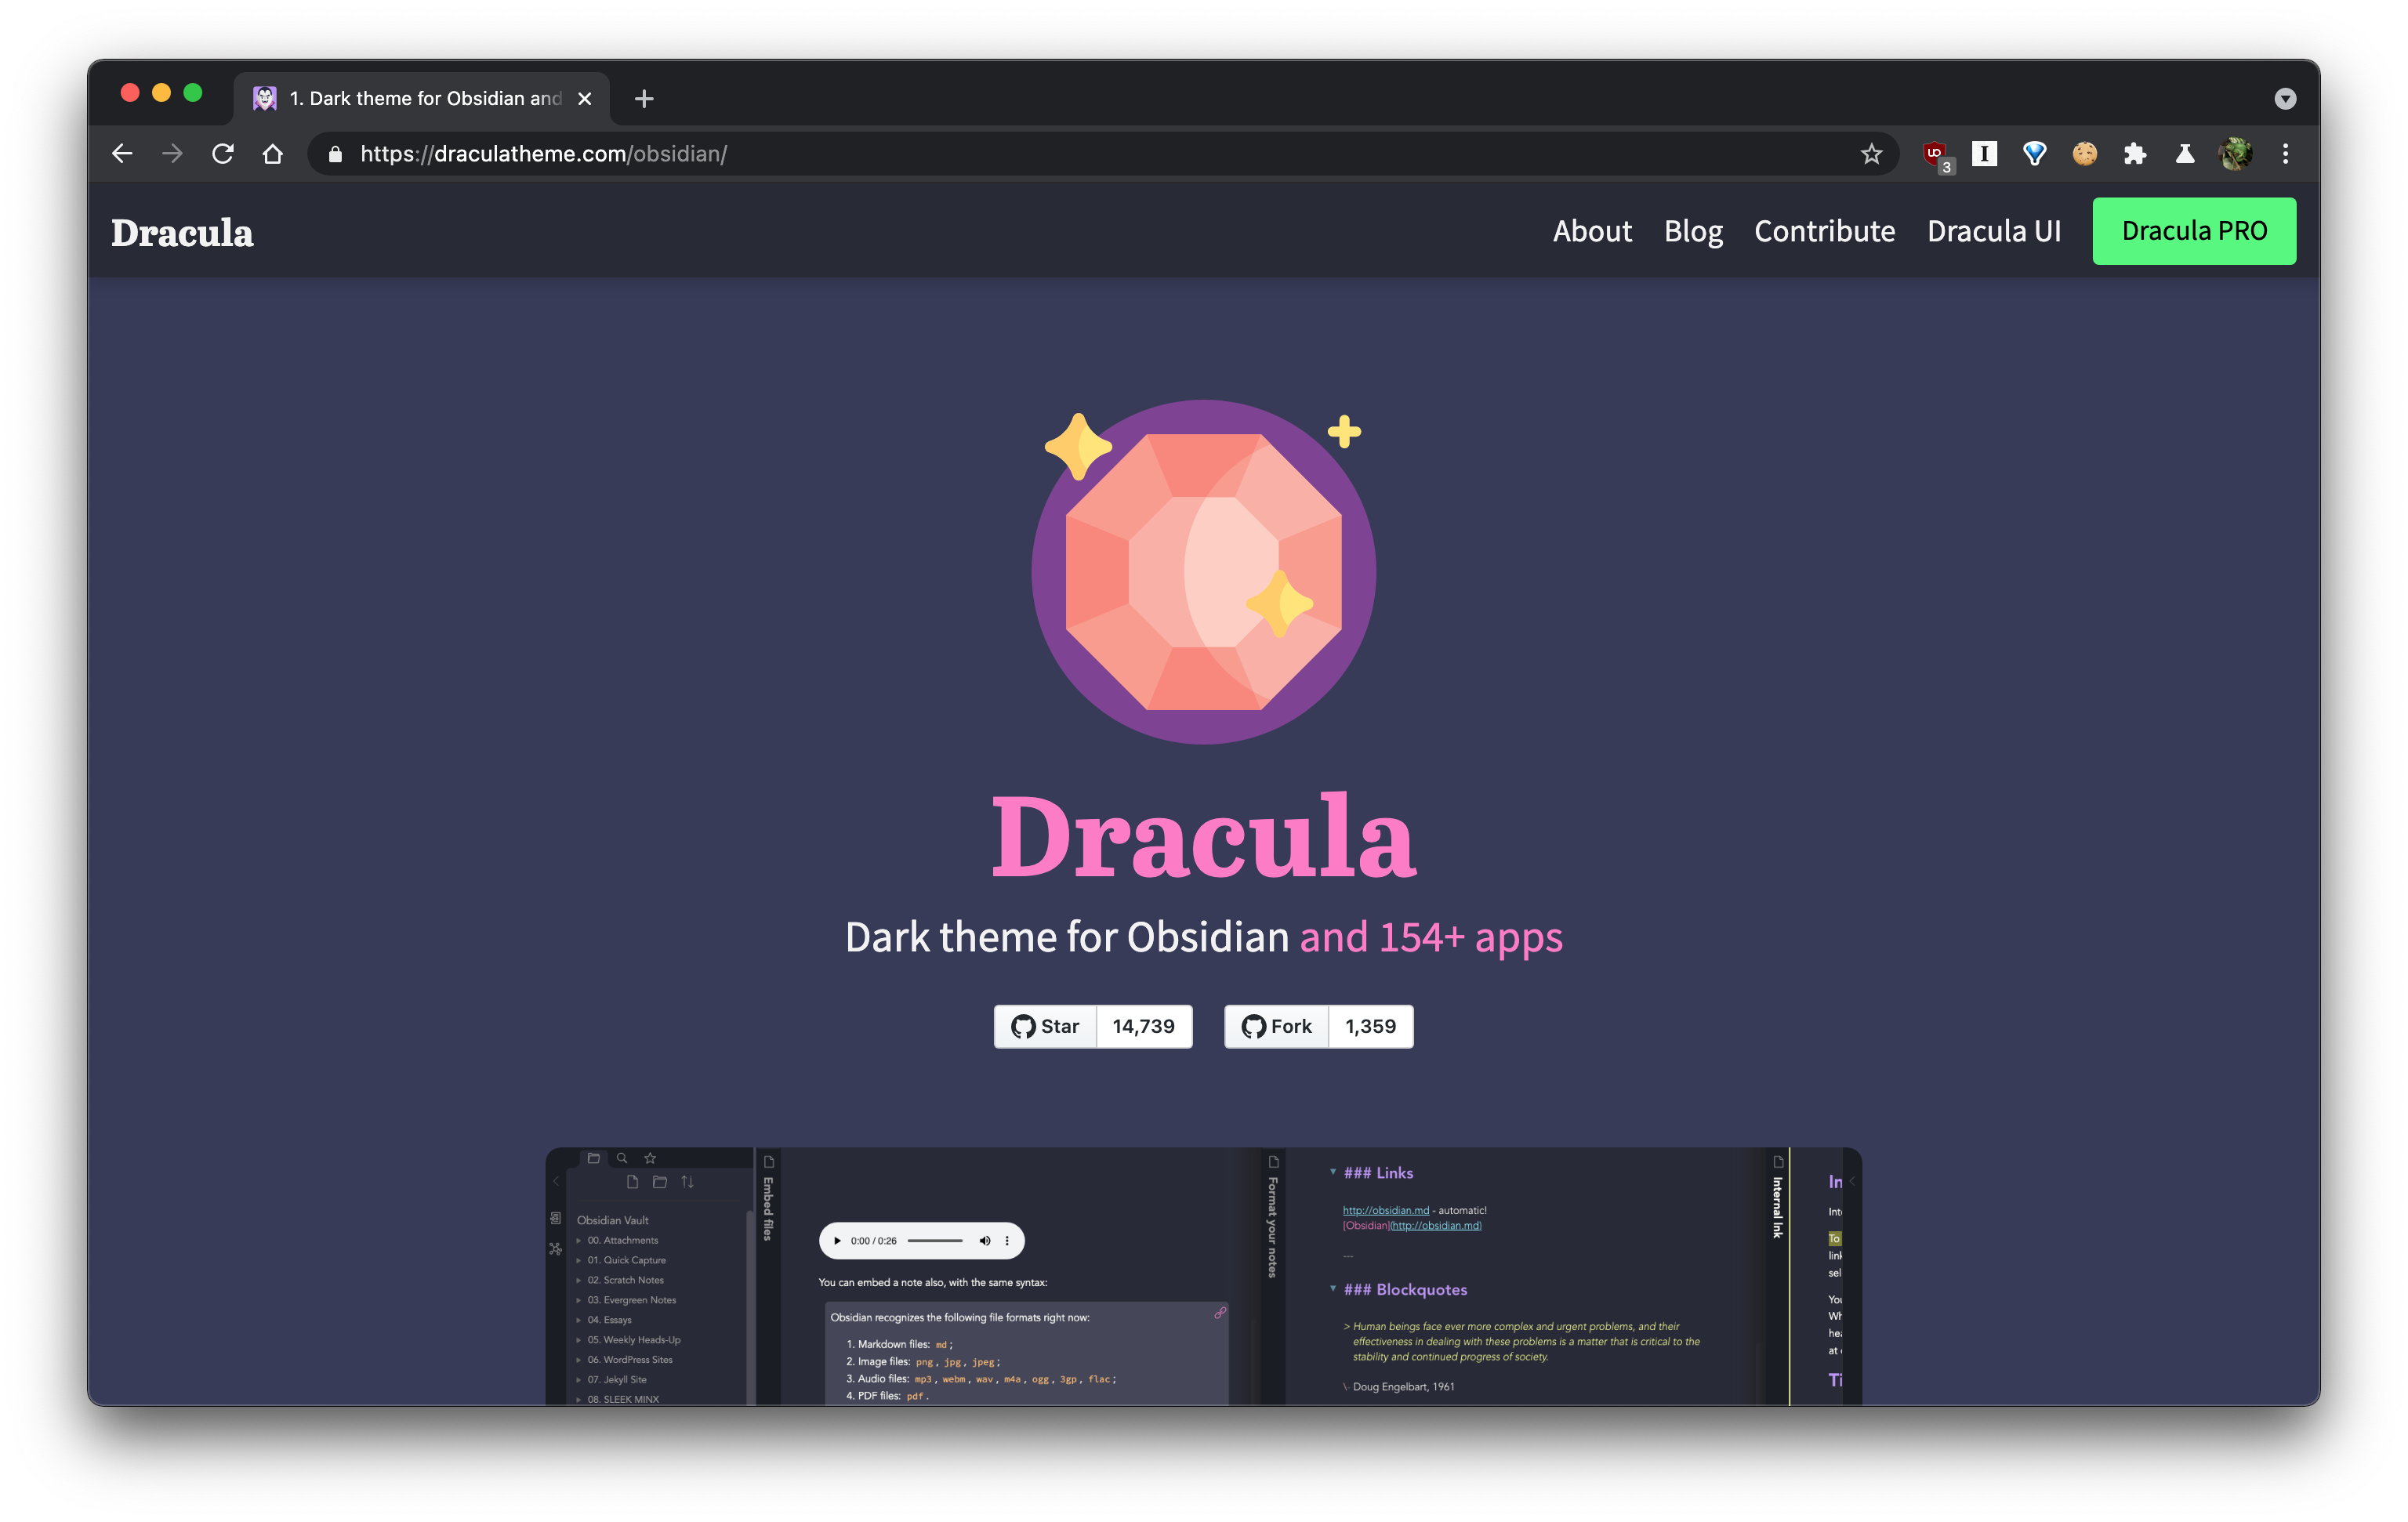 1. Dark theme for Obsidian and
https://draculatheme.com/obsidian/
3
Dracula
About Blog Contribute Dracula UI Dracula PRO
Dracula
Dark theme for Obsidian and 154+ apps
Star 14,739 Fork 1,359
Obsidian Vault
00. Attachments
01. Quick Capture
02. Scratch Notes
03. Evergreen Notes
04. Essays
05. Weekly Heads-Up
06. WordPress Sites
07. Jekyll Site
08. SLEEK MINX
Embed files
0:00 / 0:26
You can embed a note also, with the same syntax:
Obsidian recognizes the following file formats right now:
1. Markdown files: md ;
2. Image files: png , jpg , jpeg ;
3. Audio files: mp3 , webm , wav , m4a , ogg , 3gp , flac ;
4. PDF files: pdf .
Format your notes
### Links
http://obsidian.md - automatic!
[Obsidian](http://obsidian.md)
---
### Blockquotes
> Human beings face ever more complex and urgent problems, and their
effectiveness in dealing with these problems is a matter that is critical to the
stability and continued progress of society.
\- Doug Engelbart, 1961
Internal link
In
Inte
To
link
sel
You
Wh
hea
at
Ti